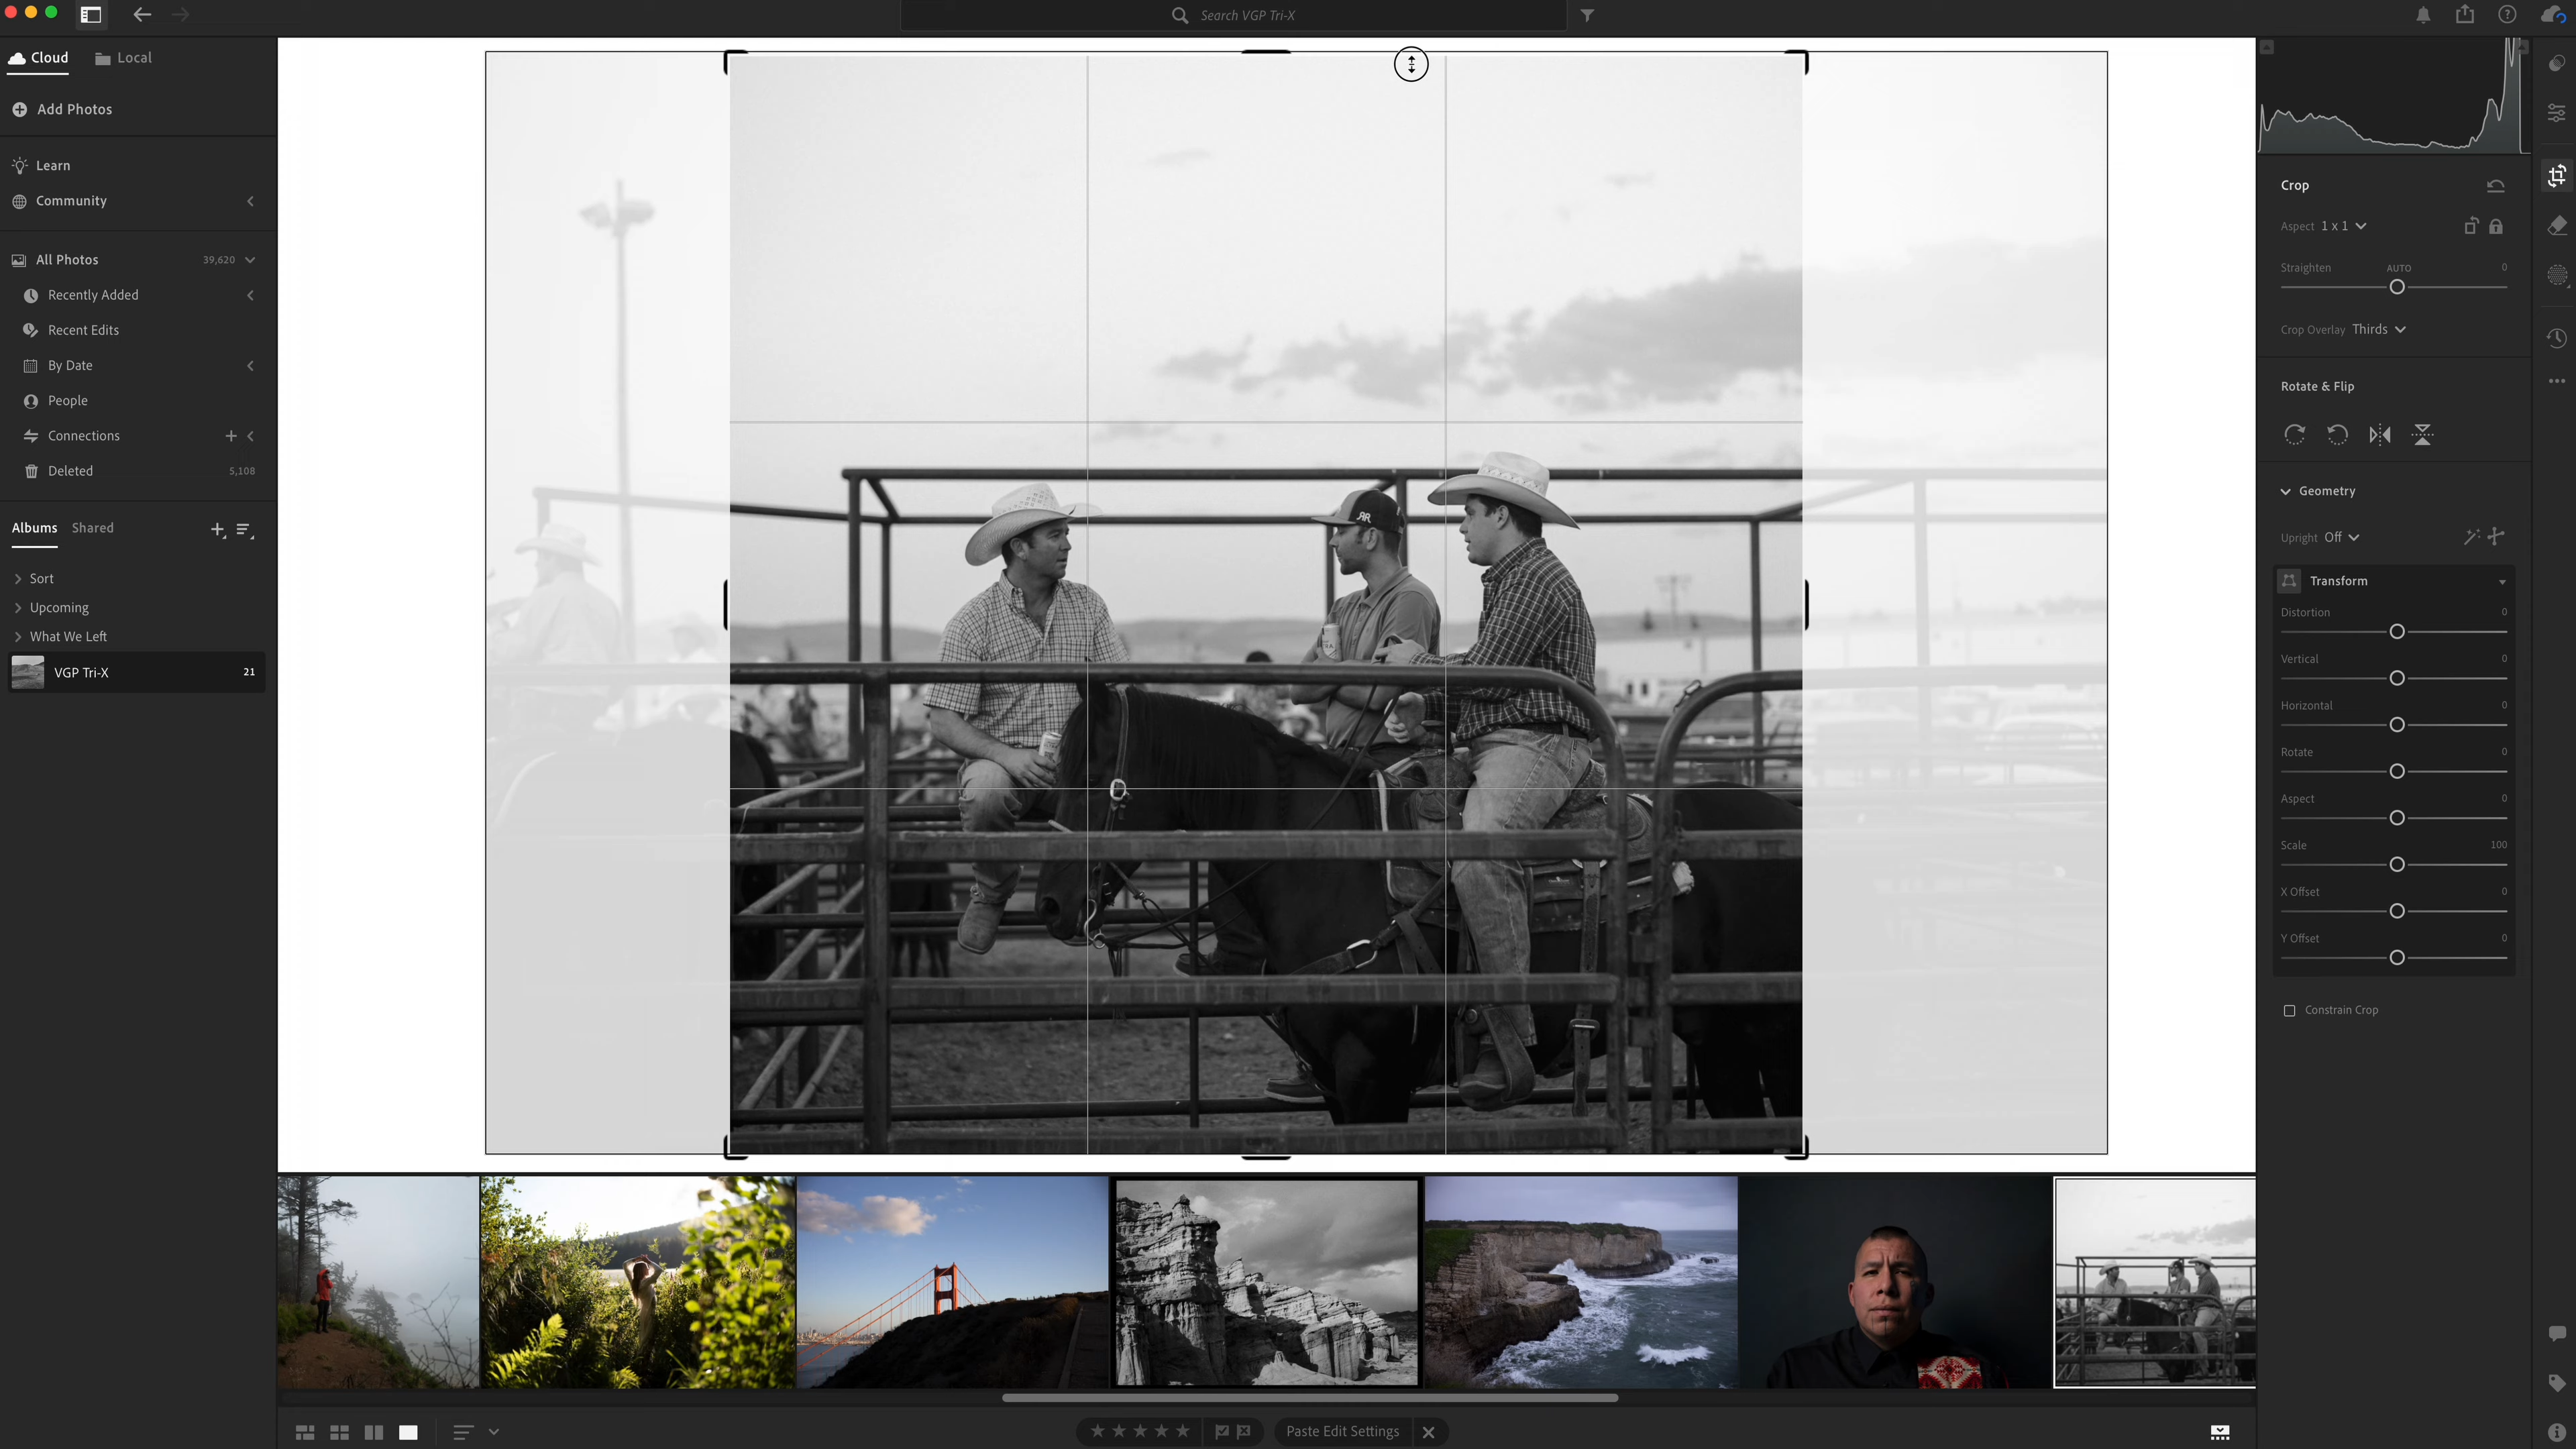 Search VGP Tri-X
Cloud
Local
Add Photos
Learn
Community
All Photos 39,620
Recently Added
Recent Edits
By Date
People
Connections
Deleted 5,108
Albums Shared
Sort
Upcoming
What We Left
VGP Tri-X 21
RR
Crop
Aspect 1 x 1
Straighten AUTO 0
Crop Overlay Thirds
Rotate & Flip
Geometry
Upright Off
Transform
Distortion 0
Vertical 0
Horizontal 0
Rotate 0
Aspect 0
Scale 100
X Offset 0
Y Offset 0
Constrain Crop
Paste Edit Settings